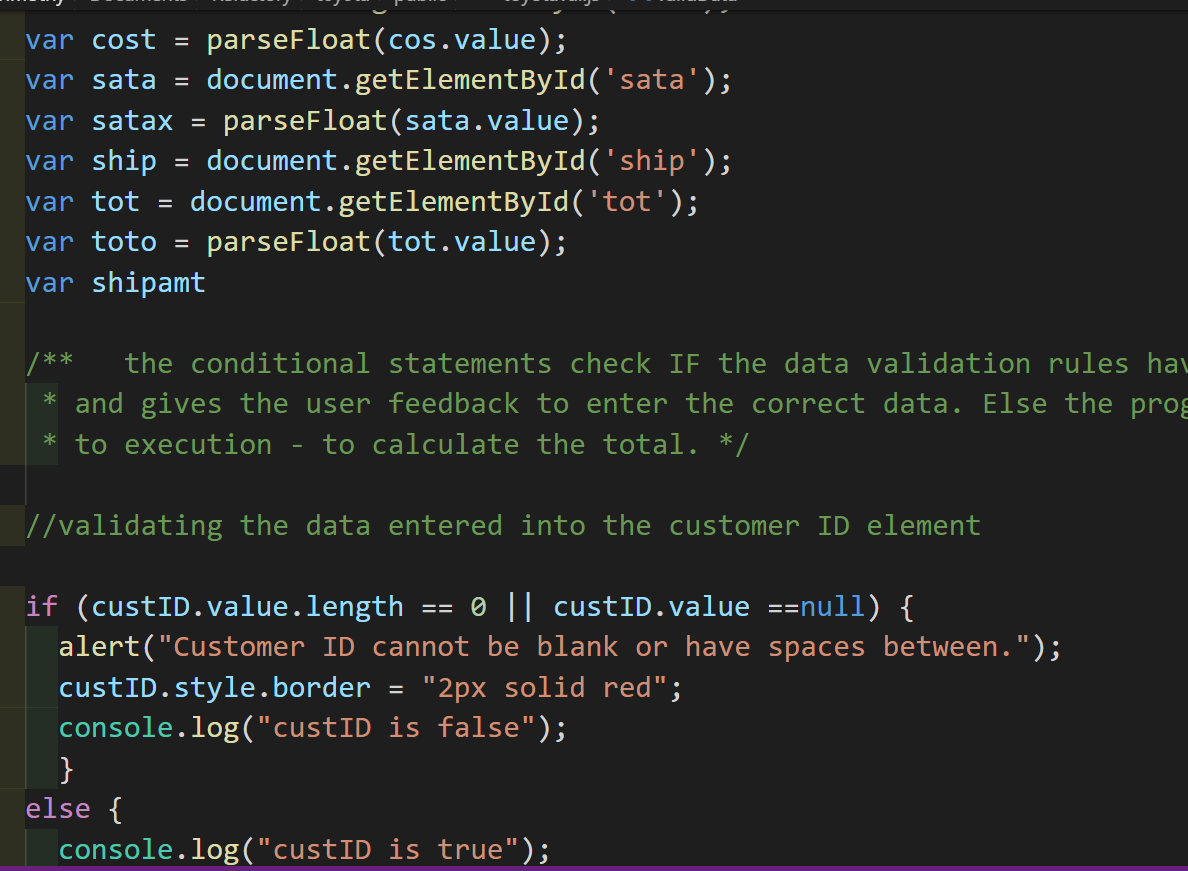 var cost = parseFloat(cos.value);
var sata = document.getElementById('sata');
var satax = parseFloat(sata.value);
var ship = document.getElementById('ship');
var tot = document.getElementById('tot');
var toto = parseFloat(tot.value);
var shipamt
/**   the conditional statements check IF the data validation rules hav
* and gives the user feedback to enter the correct data. Else the prog
* to execution - to calculate the total. */
//validating the data entered into the customer ID element
if (custID.value.length == 0 || custID.value ==null) {
alert("Customer ID cannot be blank or have spaces between.");
custID.style.border = "2px solid red";
console.log("custID is false");
}
else {
console.log("custID is true");